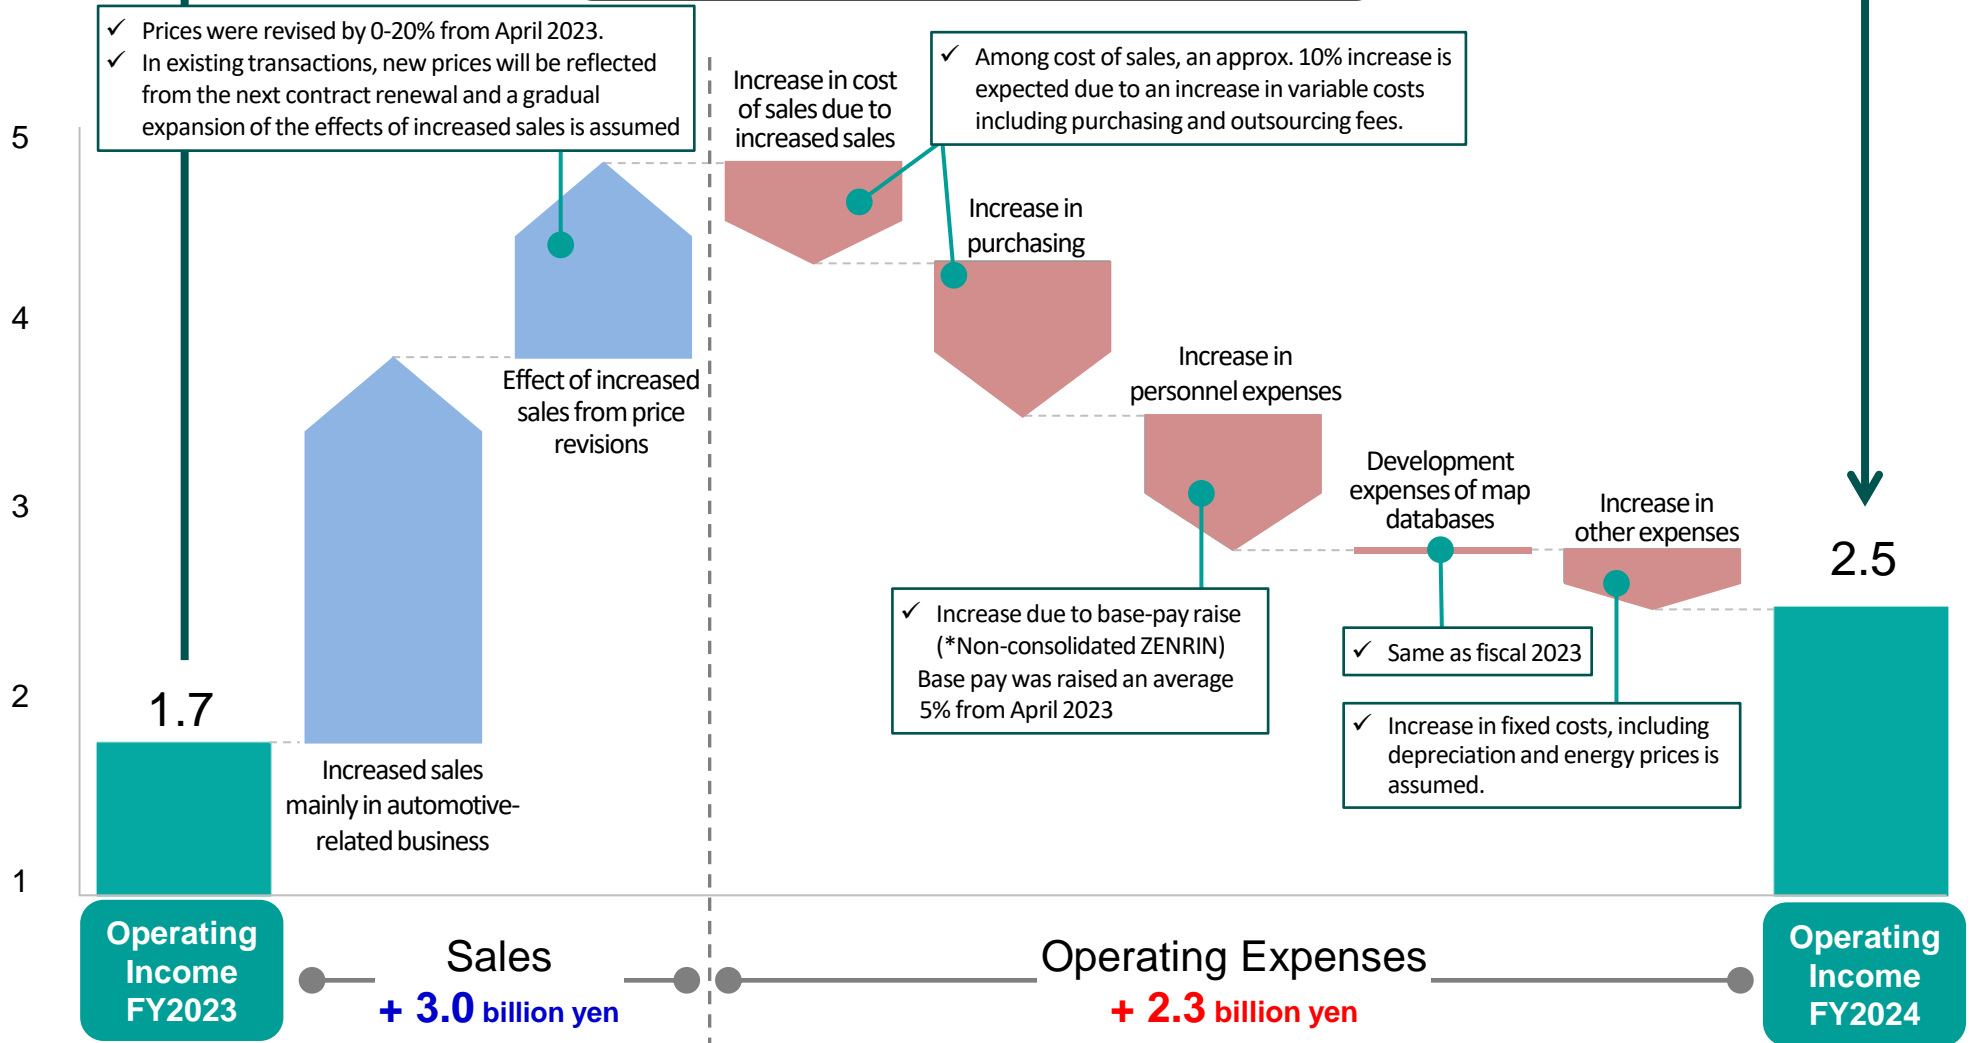 ✓ Prices were revised by 0-20% from April 2023.
✓ In existing transactions, new prices will be reflected
from the next contract renewal and a gradual
expansion of the effects of increased sales is assumed
Increase in cost
of sales due to
increased sales
✓ Among cost of sales, an approx. 10% increase is
expected due to an increase in variable costs
including purchasing and outsourcing fees.
5
4
3
2
1
Increase in
purchasing
Effect of increased
sales from price
revisions
Increase in
personnel expenses
Development
expenses of map
databases
Increase in
other expenses
1.7
2.5
✓ Increase due to base-pay raise
(*Non-consolidated ZENRIN)
Base pay was raised an average
5% from April 2023
✓ Same as fiscal 2023
✓ Increase in fixed costs, including
depreciation and energy prices is
assumed.
Increased sales
mainly in automotive-
related business
Operating
Income
FY2023
Sales
+ 3.0 billion yen
Operating Expenses
+ 2.3 billion yen
Operating
Income
FY2024